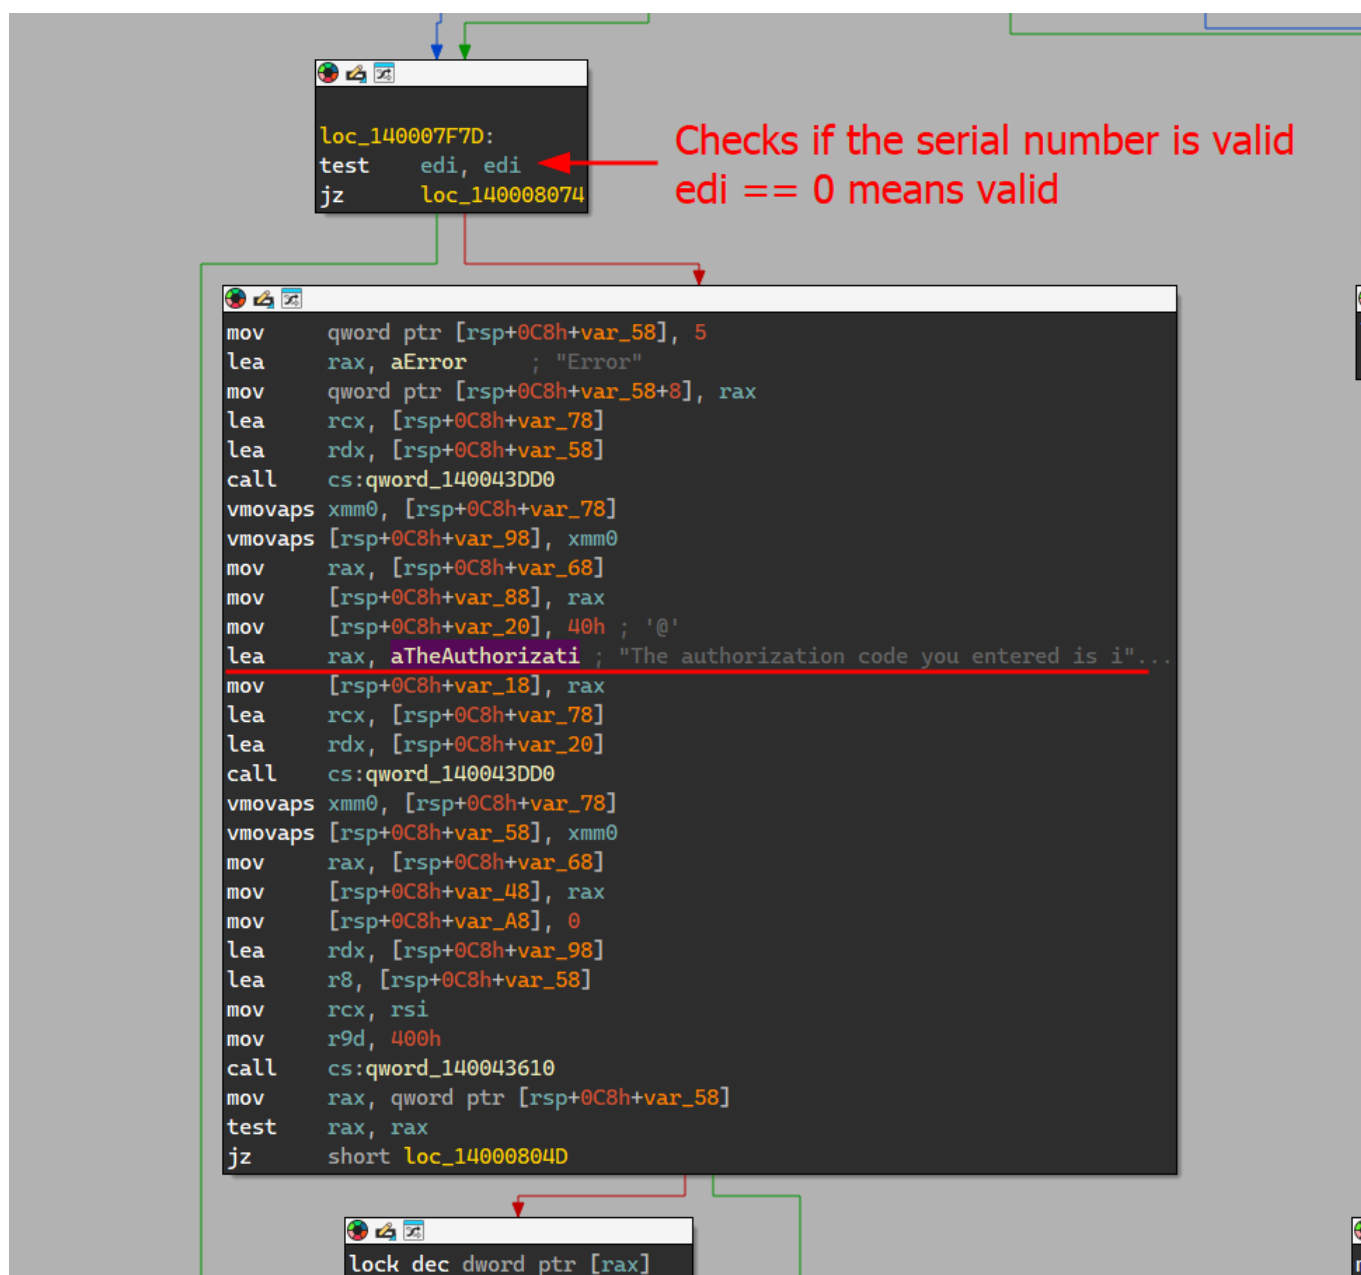 loc_140007F7D:
test edi, edi
jz loc_140008074
Checks if the serial number is valid
edi == 0 means valid
mov qword ptr [rsp+0C8h+var_58], 5
lea rax, aError ; "Error"
mov qword ptr [rsp+0C8h+var_58+8], rax
lea rcx, [rsp+0C8h+var_78]
lea rdx, [rsp+0C8h+var_58]
call cs:qword_140043DD0
vmovaps xmm0, [rsp+0C8h+var_78]
vmovaps [rsp+0C8h+var_98], xmm0
mov rax, [rsp+0C8h+var_68]
mov [rsp+0C8h+var_88], rax
mov [rsp+0C8h+var_20], 40h ; '@'
lea rax, aTheAuthorizati ; "The authorization code you entered is i"...
mov [rsp+0C8h+var_18], rax
lea rcx, [rsp+0C8h+var_78]
lea rdx, [rsp+0C8h+var_20]
call cs:qword_140043DD0
vmovaps xmm0, [rsp+0C8h+var_78]
vmovaps [rsp+0C8h+var_58], xmm0
mov rax, [rsp+0C8h+var_68]
mov [rsp+0C8h+var_48], rax
mov [rsp+0C8h+var_A8], 0
lea rdx, [rsp+0C8h+var_98]
lea r8, [rsp+0C8h+var_58]
mov rcx, rsi
mov r9d, 400h
call cs:qword_140043610
mov rax, qword ptr [rsp+0C8h+var_58]
test rax, rax
jz short loc_14000804D
lock dec dword ptr [rax]